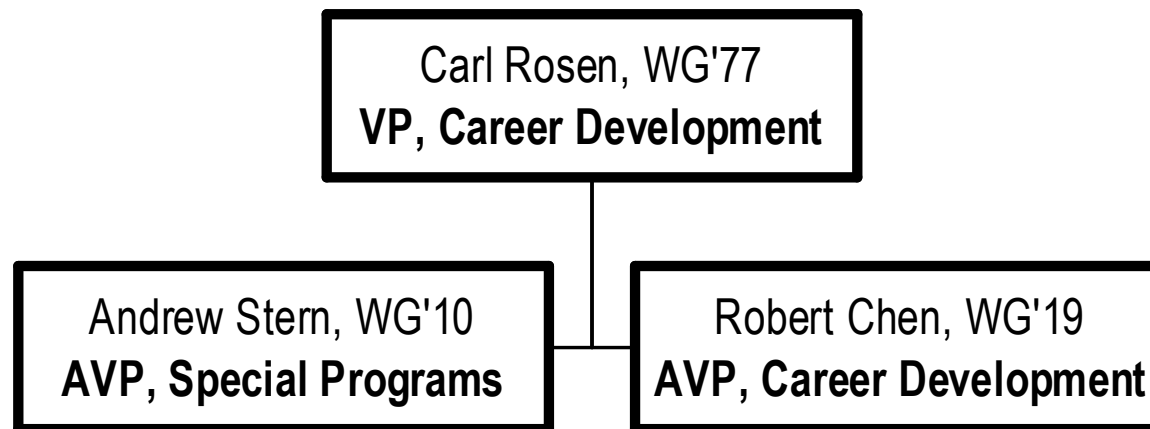 Carl Rosen, WG'77
VP, Career Development
Andrew Stern, WG'10
AVP, Special Programs
Robert Chen, WG'19
AVP, Career Development